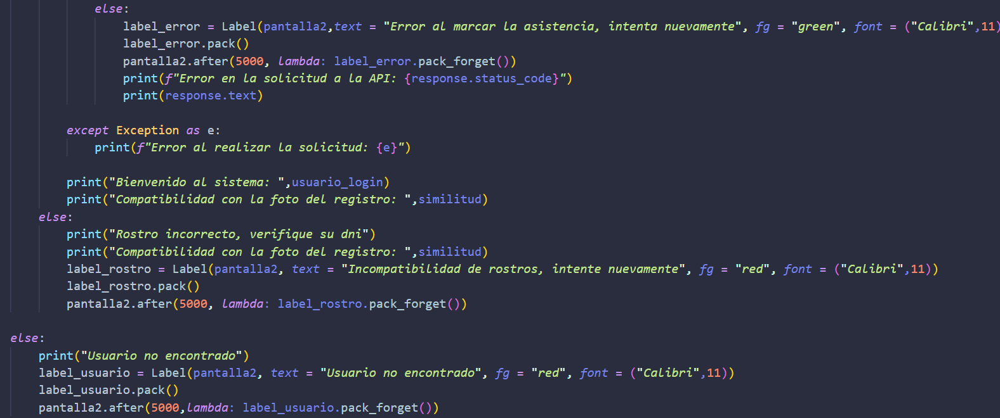 else:
label_error = Label(pantalla2,text = "Error al marcar la asistencia, intenta nuevamente", fg = "green", font = ("Calibri",11)
label_error.pack()
pantalla2.after(5000, lambda: label_error.pack_forget())
print(f"Error en la solicitud a la API: {response.status_code}")
print(response.text)
except Exception as e:
print(f"Error al realizar la solicitud: {e}")
print("Bienvenido al sistema: ",usuario_login)
print("Compatibilidad con la foto del registro: ",similitud)
else:
print("Rostro incorrecto, verifique su dni")
print("Compatibilidad con la foto del registro: ",similitud)
label_rostro = Label(pantalla2, text = "Incompatibilidad de rostros, intente nuevamente", fg = "red", font = ("Calibri",11))
label_rostro.pack()
pantalla2.after(5000, lambda: label_rostro.pack_forget())
else:
print("Usuario no encontrado")
label_usuario = Label(pantalla2, text = "Usuario no encontrado", fg = "red", font = ("Calibri",11))
label_usuario.pack()
pantalla2.after(5000,lambda: label_usuario.pack_forget())